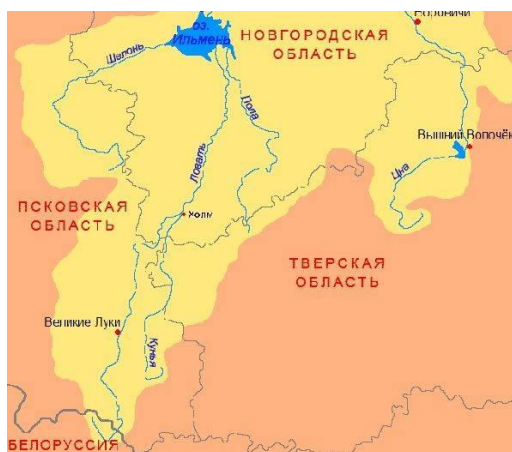 Боровичи
оз.
Ильмень
НОВГОРОДСКАЯ
ОБЛАСТЬ
Шелонь
Пола
Вышний Волочёк
Ловать
Цна
ПСКОВСКАЯ
ОБЛАСТЬ
Холм
ТВЕРСКАЯ
ОБЛАСТЬ
Великие Луки
Кунья
БЕЛОРУССИЯ